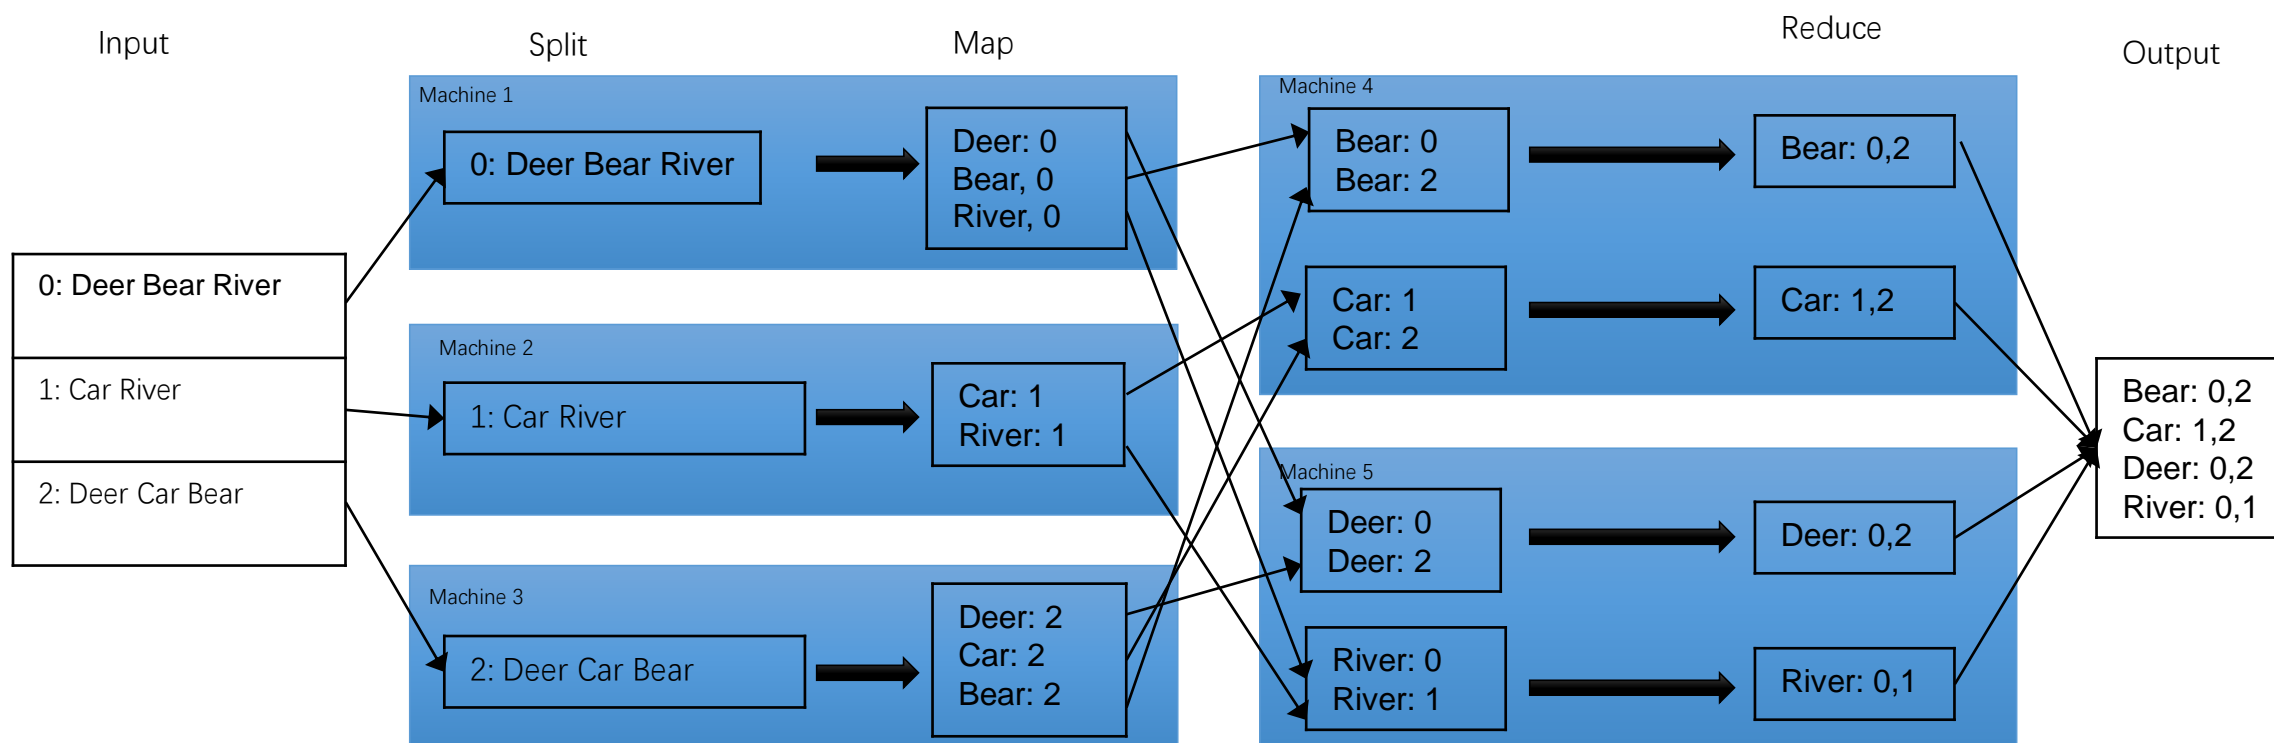 Input
Split
Map
Reduce
Output
0: Deer Bear River
1: Car River
2: Deer Car Bear
Machine 1
0: Deer Bear River
Deer: 0
Bear, 0
River, 0
Machine 2
1: Car River
Car: 1
River: 1
Machine 3
2: Deer Car Bear
Deer: 2
Car: 2
Bear: 2
Machine 4
Bear: 0
Bear: 2
Bear: 0,2
Car: 1
Car: 2
Car: 1,2
Machine 5
Deer: 0
Deer: 2
Deer: 0,2
River: 0
River: 1
River: 0,1
Bear: 0,2
Car: 1,2
Deer: 0,2
River: 0,1